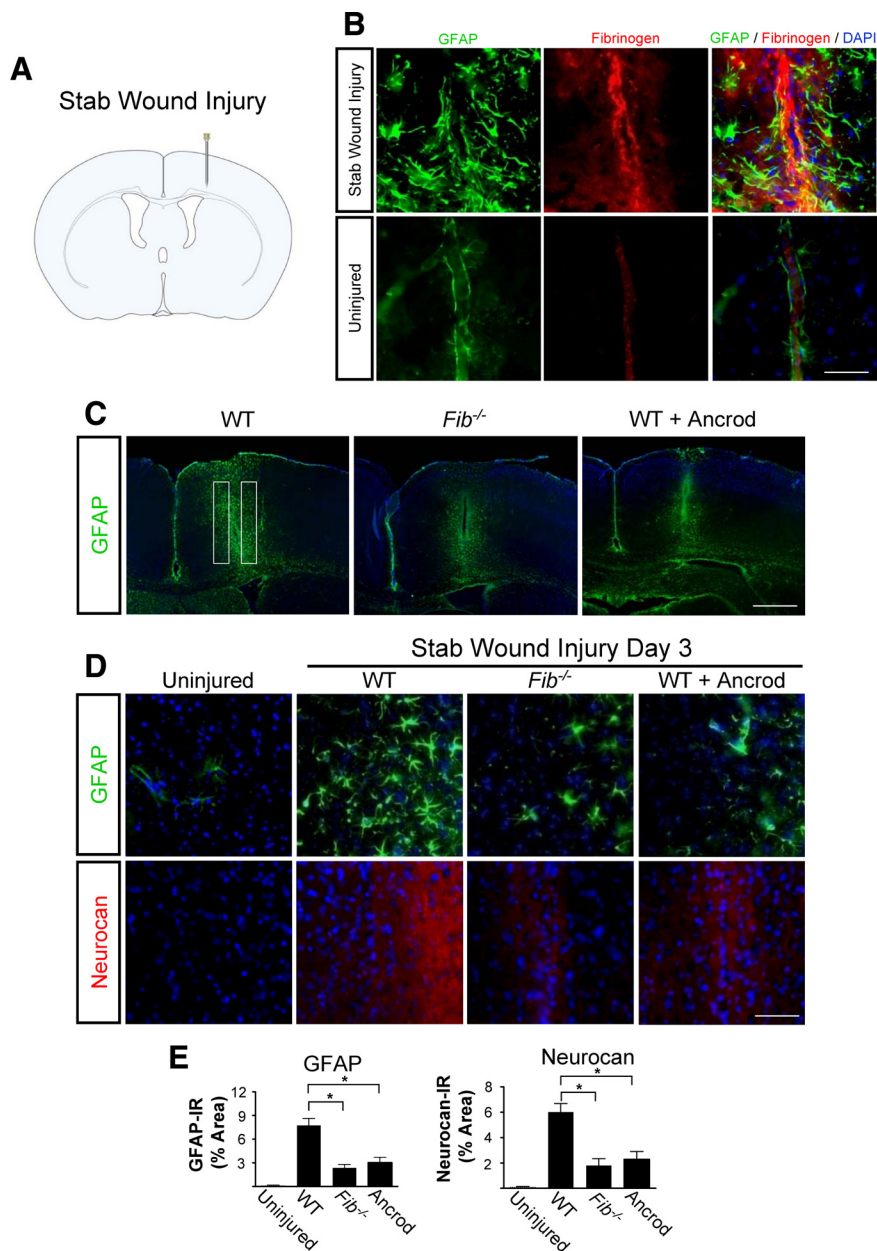 A
Stab Wound Injury
B
GFAP
Fibrinogen
GFAP / Fibrinogen / DAPI
Stab Wound Injury
Uninjured
C
WT
Fib-/-
WT + Ancrod
GFAP
D
Stab Wound Injury Day 3
Uninjured
WT
Fib-/-
WT + Ancrod
GFAP
Neurocan
E
GFAP
GFAP-IR
(% Area)
12
9
6
3
*
*
Uninjured
WT
Fib-/-
Ancrod
Neurocan
Neurocan-IR
(% Area)
8
6
4
2
*
*
Uninjured
WT
Fib-/-
Ancrod